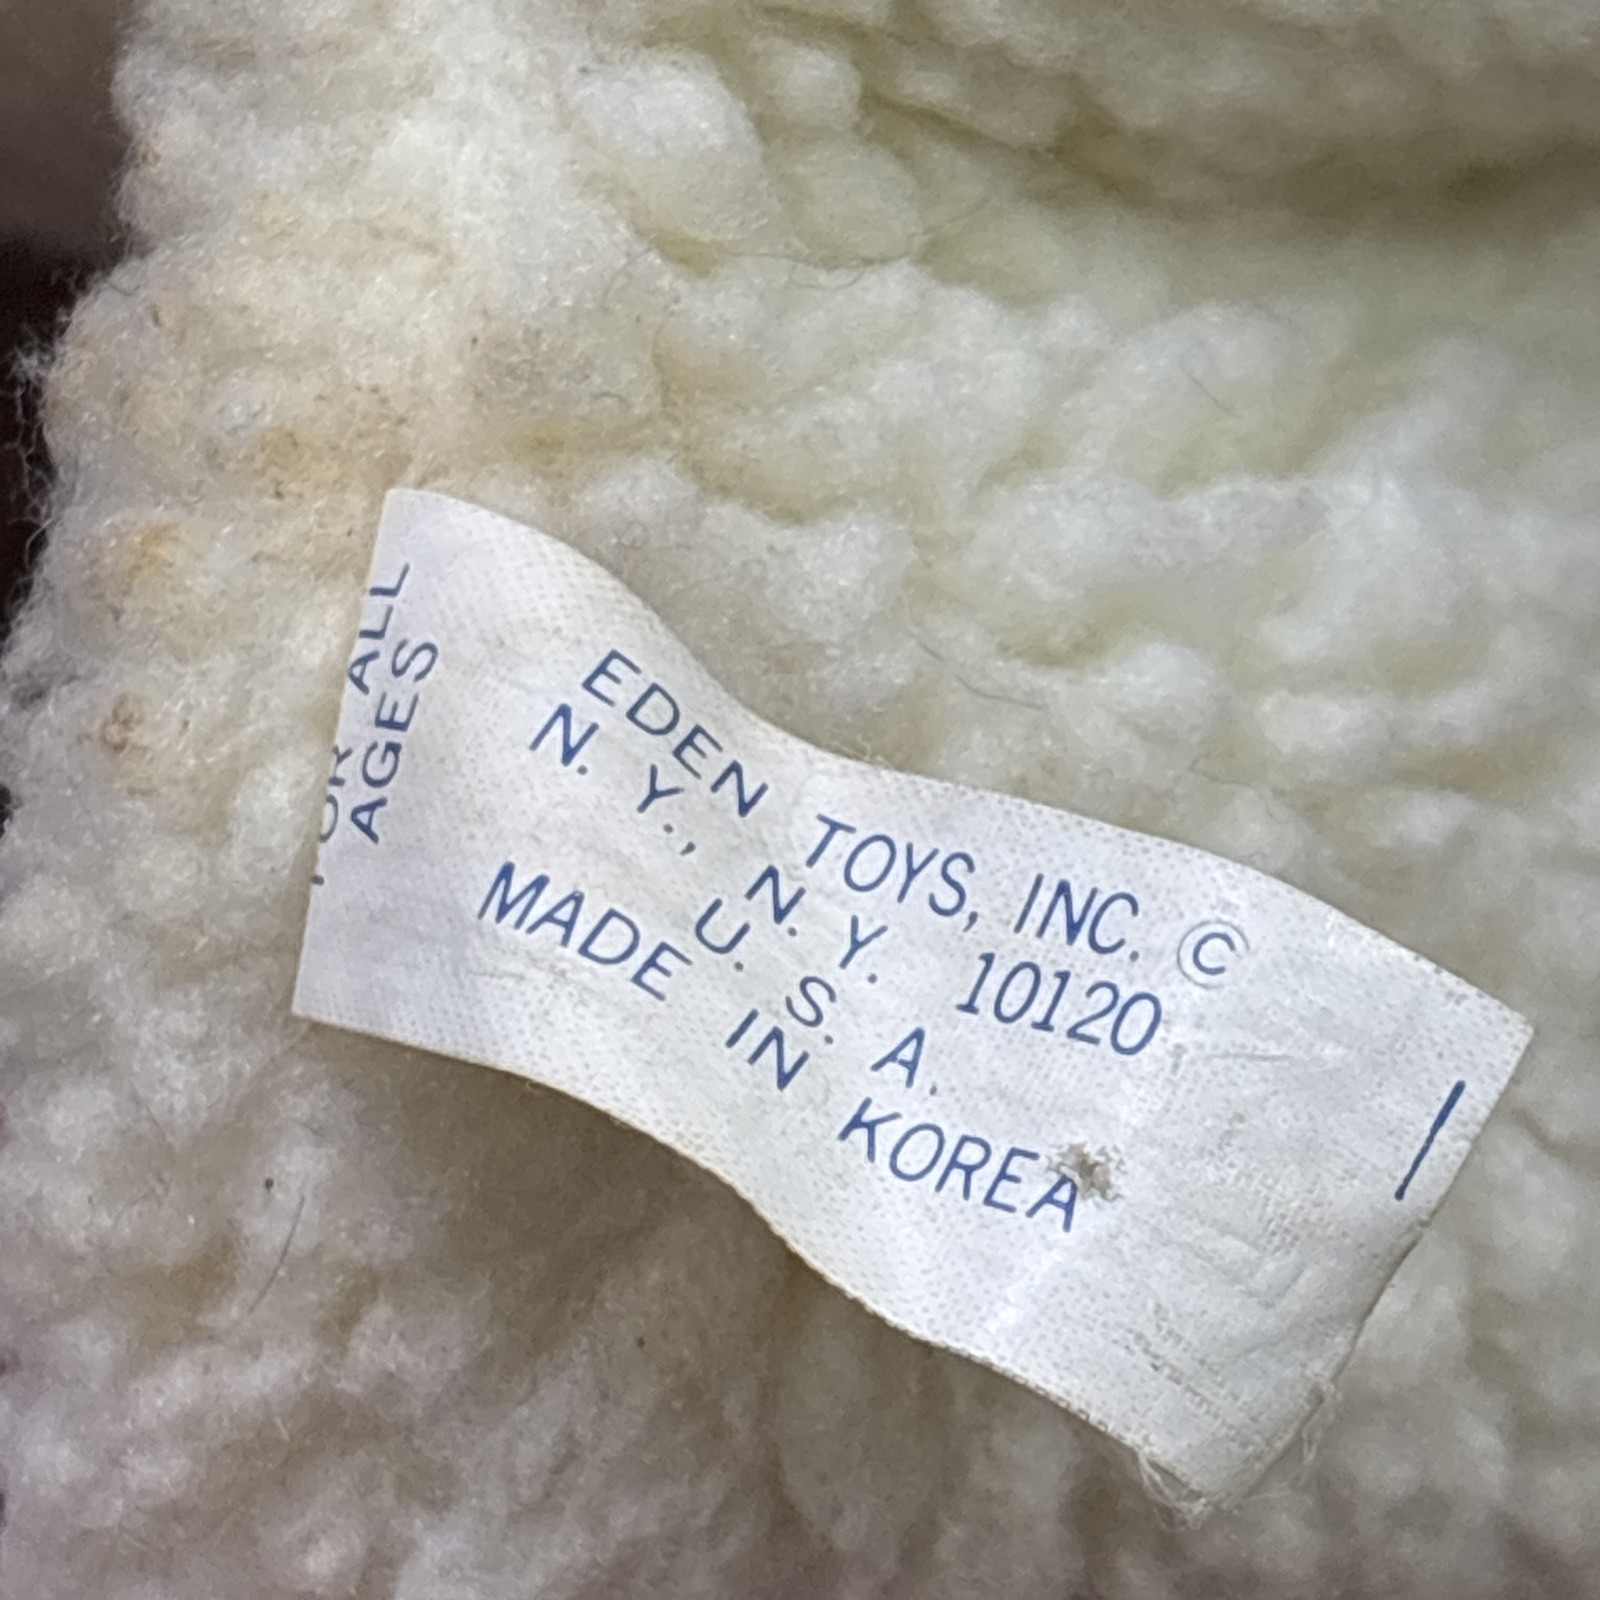 FOR ALL
AGES
EDEN TOYS, INC. ©
N. Y., N. Y. 10120
U. S. A.
MADE IN KOREA